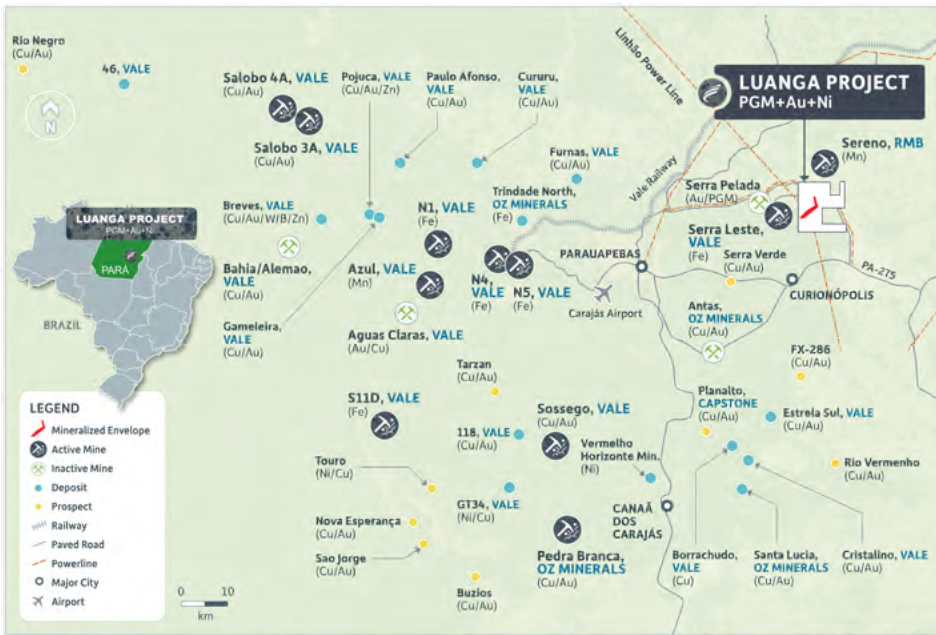 Rio Negro
(Cu/Au)
46, VALE
Salobo 4A, VALE
(Cu/Au)
Salobo 3A, VALE
(Cu/Au)
Pojuca, VALE
(Cu/Au/Zn)
Paulo Afonso,
VALE
(Cu/Au)
Cururu,
VALE
(Cu/Au)
Linhão Power Line
LUANGA PROJECT
PGM+Au+Ni
Sereno, RMB
(Mn)
Furnas, VALE
(Cu/Au)
Vale Railway
Serra Pelada
(Au/PGM)
Trindade North,
OZ MINERALS
(Fe)
N
Breves, VALE
(Cu/Au/W/B/Zn)
N1, VALE
(Fe)
Serra Leste,
VALE
(Fe)
LUANGA PROJECT
PGM+Au+Ni
PARÁ
BRAZIL
Bahia/Alemao,
VALE
(Cu/Au)
Azul, VALE
(Mn)
N4,
VALE
(Fe)
N5, VALE
(Fe)
PARAUAPEBAS
Carajás Airport
Serra Verde
(Cu/Au)
CURIONÓPOLIS
PA-275
Gameleira,
VALE
(Cu/Au)
Aguas Claras, VALE
(Au/Cu)
Antas,
OZ MINERALS
(Cu/Au)
FX-286
(Cu/Au)
Tarzan
(Cu/Au)
S11D, VALE
(Fe)
Sossego, VALE
(Cu/Au)
118, VALE
(Cu/Au)
Vermelho
Horizonte Min.
(Ni)
Planalto,
CAPSTONE
(Cu/Au)
Estrela Sul, VALE
(Cu/Au)
Rio Vermenho
(Cu/Au)
Touro
(Ni/Cu)
GT34, VALE
(Ni/Cu)
Nova Esperança
(Cu/Au)
Sao Jorge
(Cu/Au)
CANAÃ
DOS
CARAJÁS
Pedra Branca,
OZ MINERALS
(Cu/Au)
Buzios
(Cu/Au)
Borrachudo,
VALE
(Cu)
Santa Lucia,
OZ MINERALS
(Cu/Au)
Cristalino, VALE
(Cu/Au)
LEGEND
Mineralized Envelope
Active Mine
Inactive Mine
Deposit
Prospect
Railway
Paved Road
Powerline
Major City
Airport
0 10
km